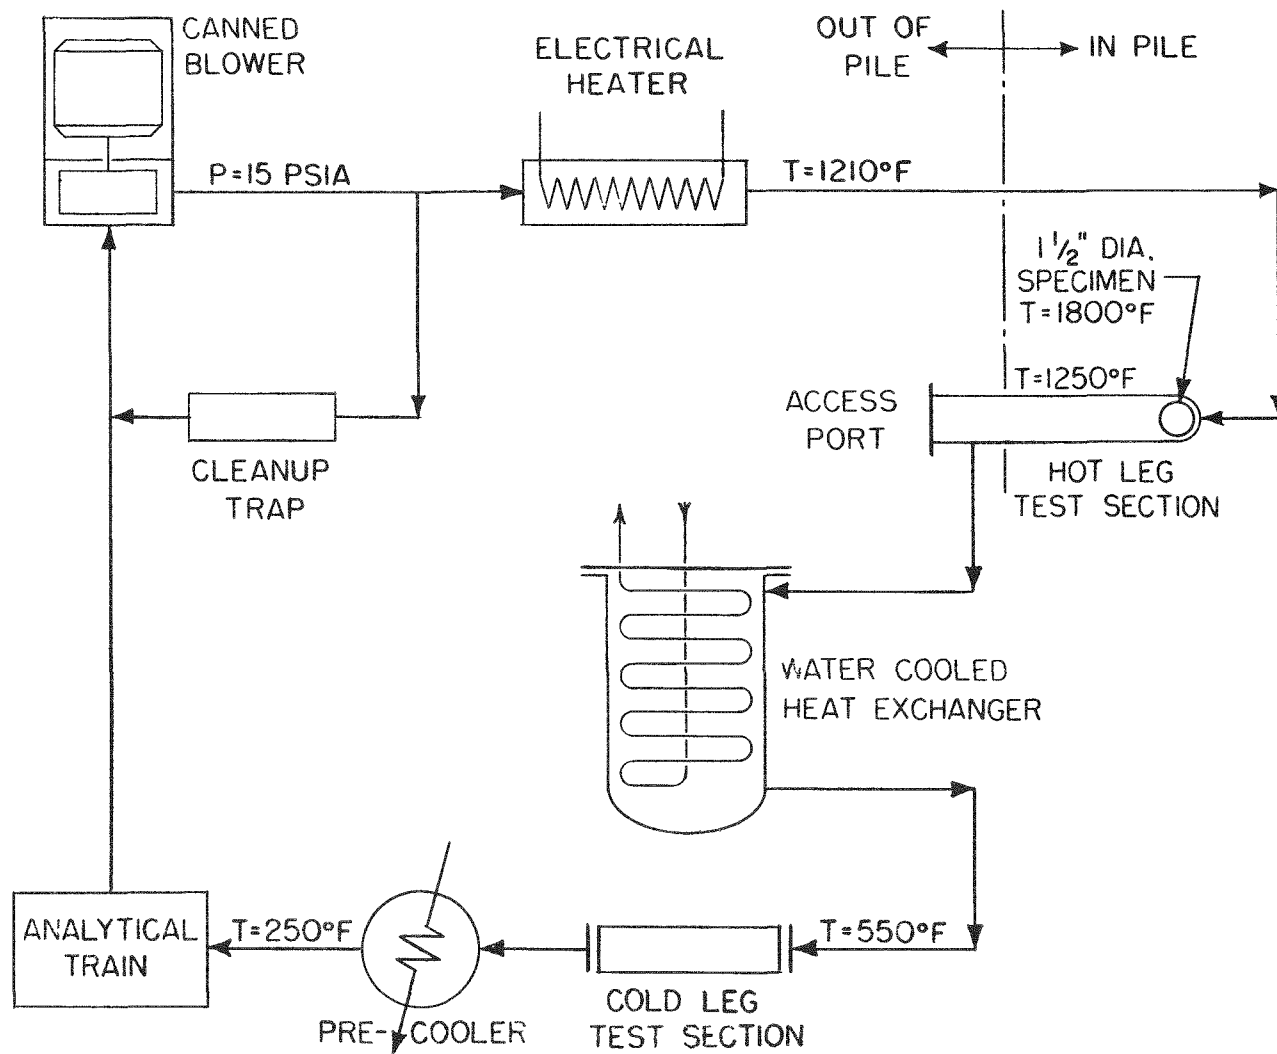 CANNED
BLOWER
ELECTRICAL
HEATER
OUT OF
PILE
IN PILE
P=15 PSIA
T=1210°F
1 1/2" DIA.
SPECIMEN
T=1800°F
T=1250°F
ACCESS
PORT
CLEANUP
TRAP
HOT LEG
TEST SECTION
WATER COOLED
HEAT EXCHANGER
ANALYTICAL
TRAIN
T=250°F
T=550°F
PRE-COOLER
COLD LEG
TEST SECTION